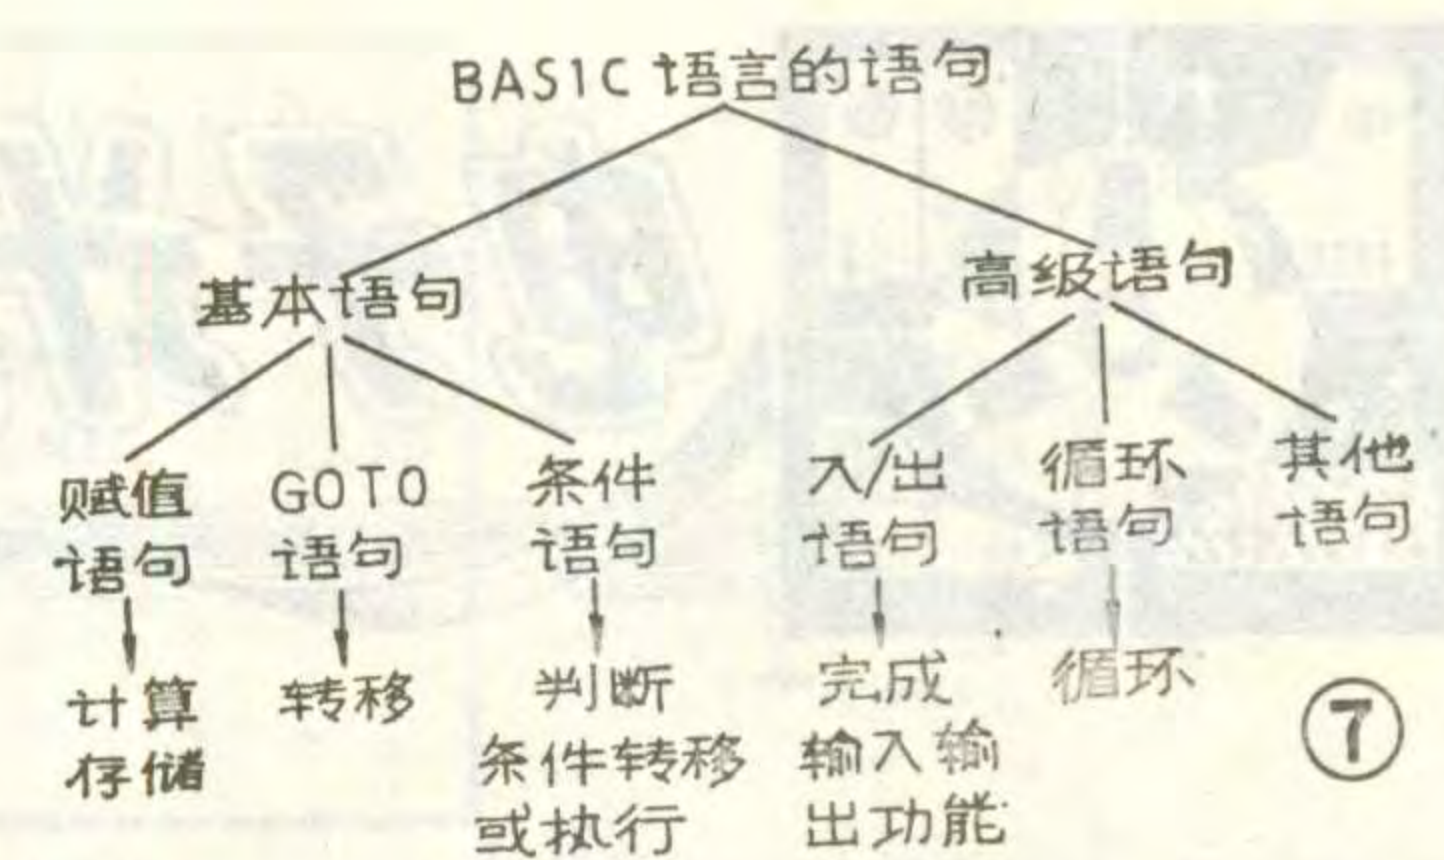 BASIC 语言的语句
基本语句
高级语句
赋值
语句
GOTO
语句
条件
语句
入/出
语句
循环
语句
其他
语句
计算
存储
转移
判断
条件转移
或执行
完成
输入输
出功能
循环
⑦